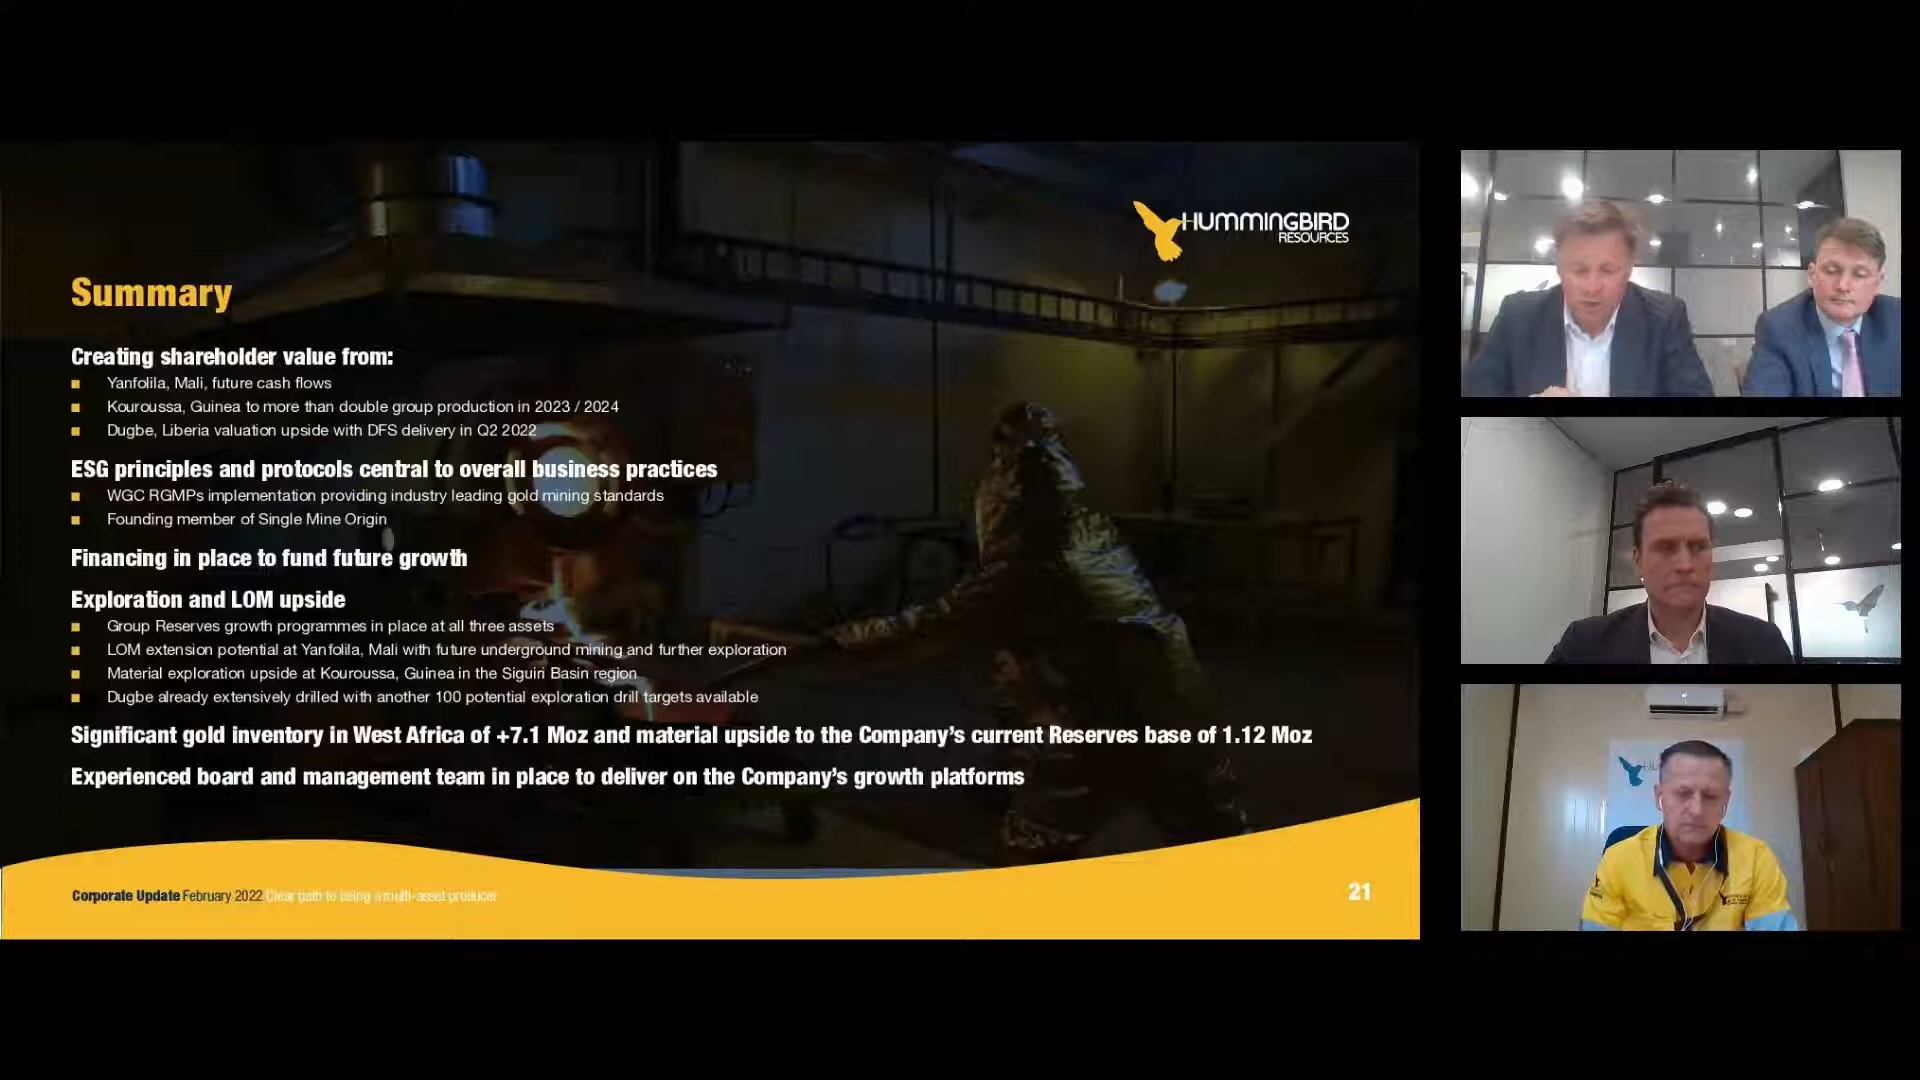 HUMMINGBIRD
RESOURCES
Summary
Creating shareholder value from:
Yanfolila, Mali, future cash flows
Kouroussa, Guinea to more than double group production in 2023 / 2024
Dugbe, Liberia valuation upside with DFS delivery in Q2 2022
ESG principles and protocols central to overall business practices
WGC RGMPs implementation providing industry leading gold mining standards
Founding member of Single Mine Origin
Financing in place to fund future growth
Exploration and LOM upside
Group Reserves growth programmes in place at all three assets
LOM extension potential at Yanfolila, Mali with future underground mining and further exploration
Material exploration upside at Kouroussa, Guinea in the Siguiri Basin region
Dugbe already extensively drilled with another 100 potential exploration drill targets available
Significant gold inventory in West Africa of +7.1 Moz and material upside to the Company's current Reserves base of 1.12 Moz
Experienced board and management team in place to deliver on the Company's growth platforms
Corporate Update February 2022 Clear path to being a multi-asset producer
21